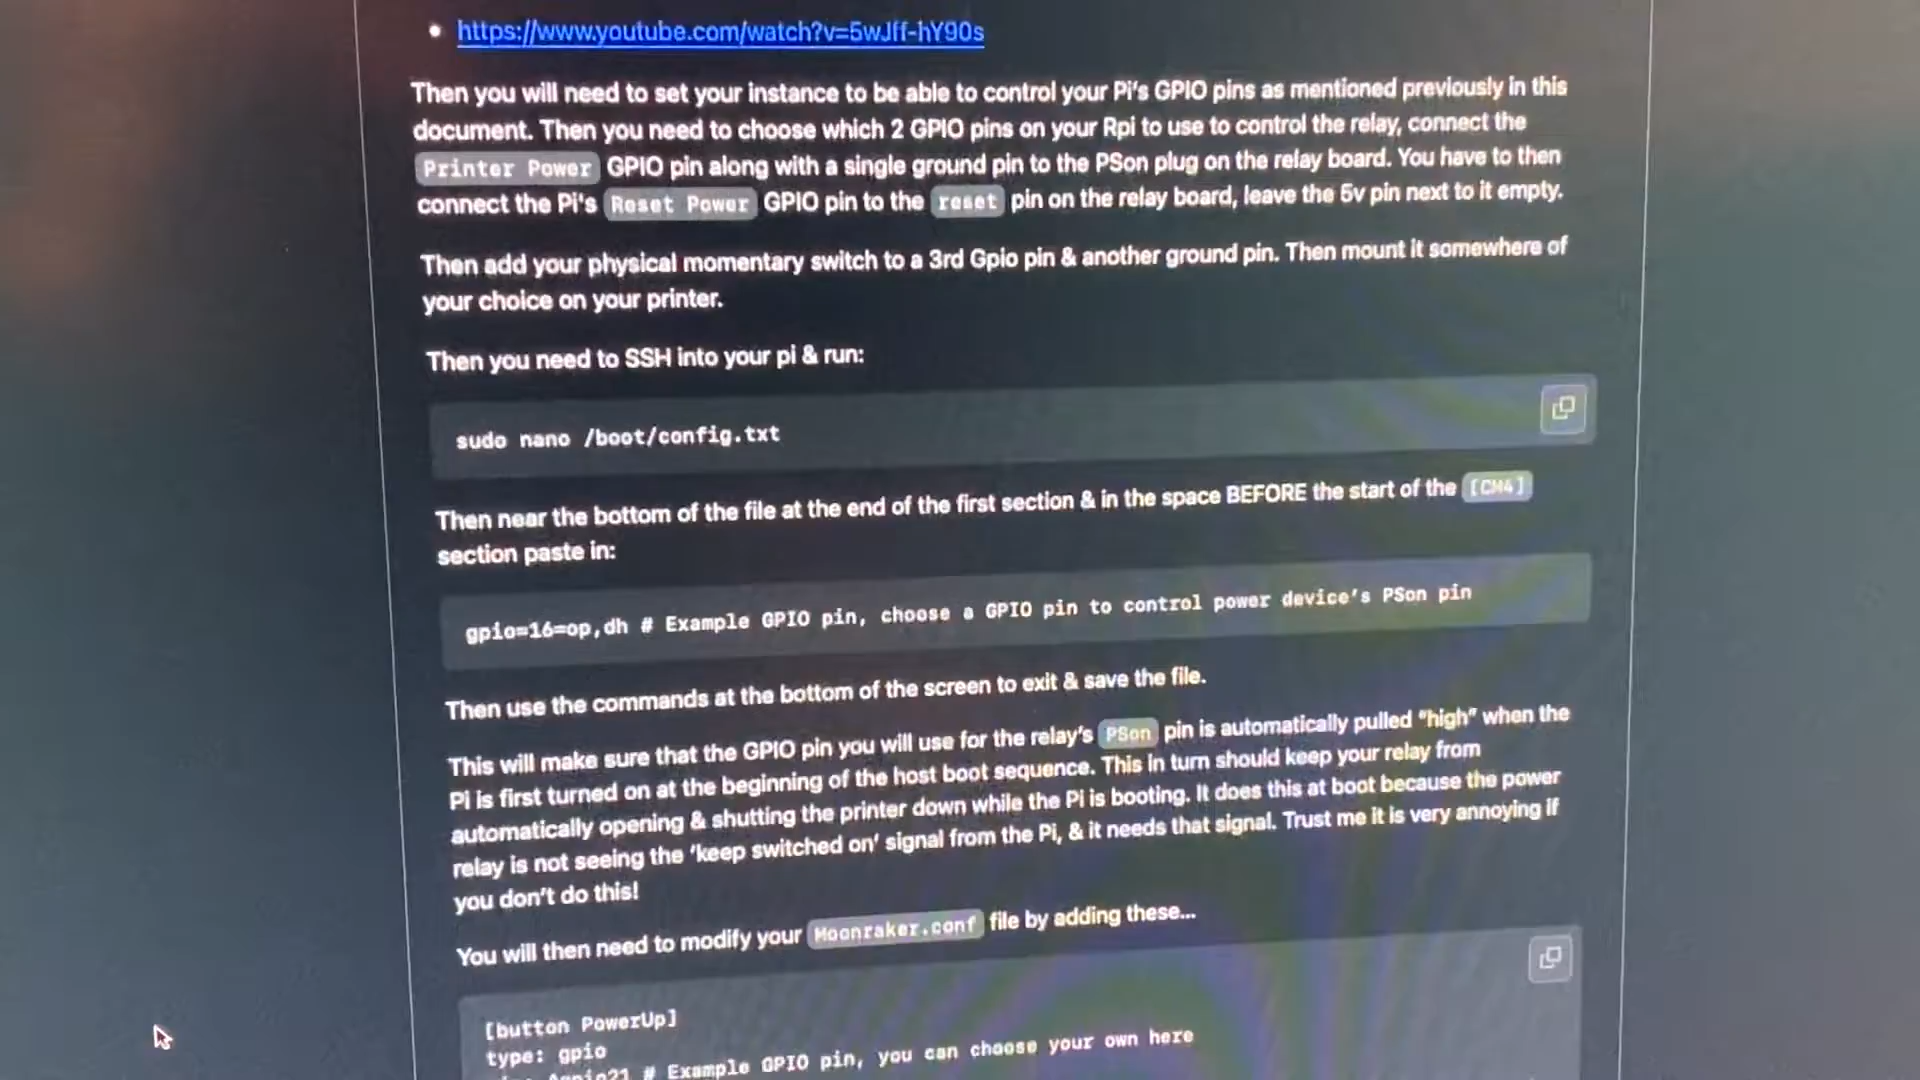 https://www.youtube.com/watch?v=5wJff-hY90s
Then you will need to set your instance to be able to control your Pi's GPIO pins as mentioned previously in this
document. Then you need to choose which 2 GPIO pins on your Rpi to use to control the relay, connect the
Printer Power GPIO pin along with a single ground pin to the PSon plug on the relay board. You have to then
connect the Pi's Reset Power GPIO pin to the reset pin on the relay board, leave the 5v pin next to it empty.
Then add your physical momentary switch to a 3rd Gpio pin & another ground pin. Then mount it somewhere of
your choice on your printer.
Then you need to SSH into your pi & run:
sudo nano /boot/config.txt
Then near the bottom of the file at the end of the first section & in the space BEFORE the start of the [CM4]
section paste in:
gpio=16=op,dh # Example GPIO pin, choose a GPIO pin to control power device's PSon pin
Then use the commands at the bottom of the screen to exit & save the file.
This will make sure that the GPIO pin you will use for the relay's PSon pin is automatically pulled "high" when the
Pi is first turned on at the beginning of the host boot sequence. This in turn should keep your relay from
automatically opening & shutting the printer down while the Pi is booting. It does this at boot because the power
relay is not seeing the 'keep switched on' signal from the Pi, & it needs that signal. Trust me it is very annoying if
you don't do this!
You will then need to modify your Moonraker.conf file by adding these...
[button PowerUp]
type: gpio
# Example GPIO pin, you can choose your own here